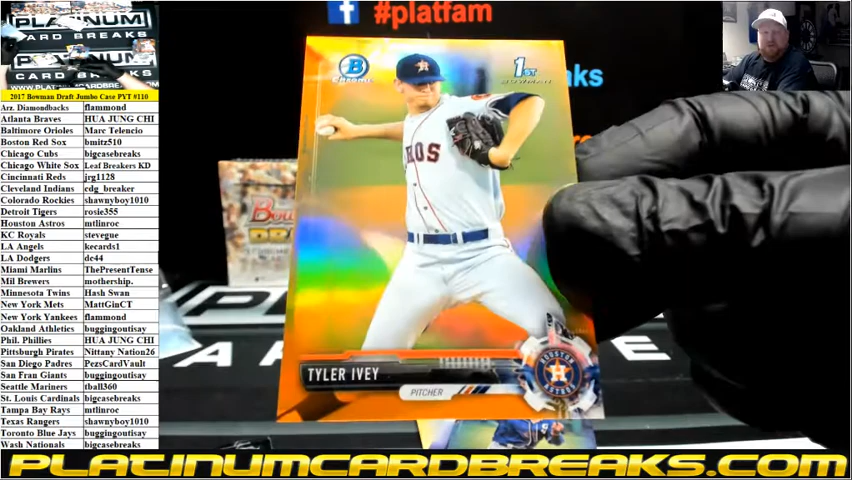 PLATINUM
CARD BREAKS
PLATINUM
CARD BREAKS
WWW.PLATINUMCARDBREAKS.COM
#platfam
2017 Bowman Draft Jumbo Case PYT #110
Arz. Diamondbacks flammond
Atlanta Braves HUA JUNG CHI
Baltimore Orioles Marc Telencio
Boston Red Sox bmitz510
Chicago Cubs bigcasebreaks
Chicago White Sox Leaf Breakers KD
Cincinnati Reds jrg1128
Cleveland Indians cdg_breaker
Colorado Rockies shawnyboy1010
Detroit Tigers rosie355
Houston Astros mtlinroc
KC Royals stevegue
LA Angels kecards1
LA Dodgers dc44
Miami Marlins ThePresentTense
Mil Brewers mothership.
Minnesota Twins Hash Swan
New York Mets MattGinCT
New York Yankees flammond
Oakland Athletics buggingoutisay
Phil. Phillies HUA JUNG CHI
Pittsburgh Pirates Nittany Nation26
San Diego Padres PezsCardVault
San Fran Giants buggingoutisay
Seattle Mariners tball360
St. Louis Cardinals bigcasebreaks
Tampa Bay Rays mtlinroc
Texas Rangers shawnyboy1010
Toronto Blue Jays buggingoutisay
Wash Nationals bigcasebreaks
B
CHROME
1ST
BOWMAN
ROS
TYLER IVEY
PITCHER
HOUSTON
ASTROS
PLATINUMCARDBREAKS.COM